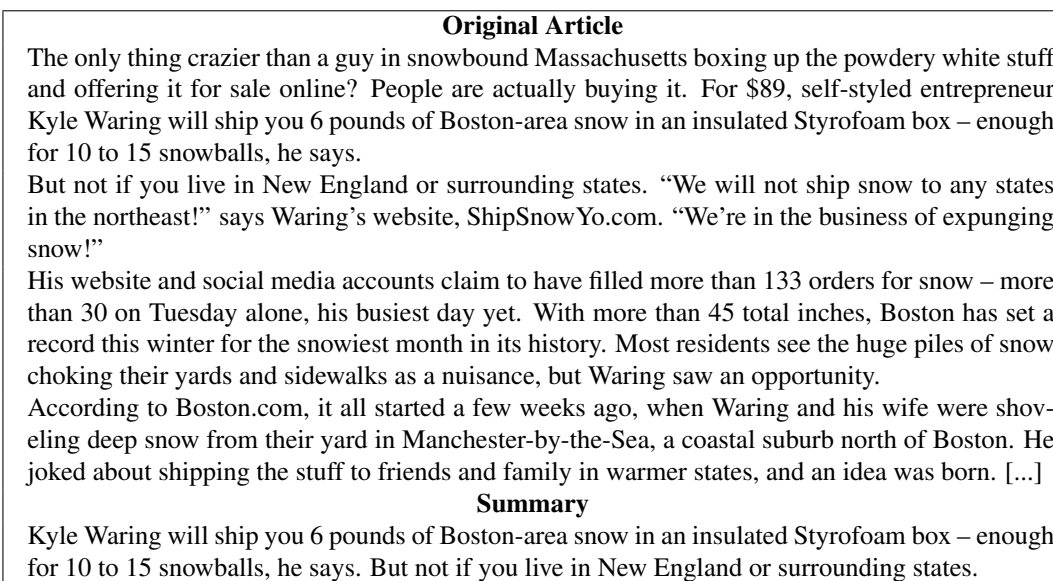 Original Article
The only thing crazier than a guy in snowbound Massachusetts boxing up the powdery white stuff
and offering it for sale online? People are actually buying it. For $89, self-styled entrepreneur
Kyle Waring will ship you 6 pounds of Boston-area snow in an insulated Styrofoam box – enough
for 10 to 15 snowballs, he says.
But not if you live in New England or surrounding states. “We will not ship snow to any states
in the northeast!” says Waring’s website, ShipSnowYo.com. “We’re in the business of expunging
snow!”
His website and social media accounts claim to have filled more than 133 orders for snow – more
than 30 on Tuesday alone, his busiest day yet. With more than 45 total inches, Boston has set a
record this winter for the snowiest month in its history. Most residents see the huge piles of snow
choking their yards and sidewalks as a nuisance, but Waring saw an opportunity.
According to Boston.com, it all started a few weeks ago, when Waring and his wife were shov-
eling deep snow from their yard in Manchester-by-the-Sea, a coastal suburb north of Boston. He
joked about shipping the stuff to friends and family in warmer states, and an idea was born. [...]
Summary
Kyle Waring will ship you 6 pounds of Boston-area snow in an insulated Styrofoam box – enough
for 10 to 15 snowballs, he says. But not if you live in New England or surrounding states.